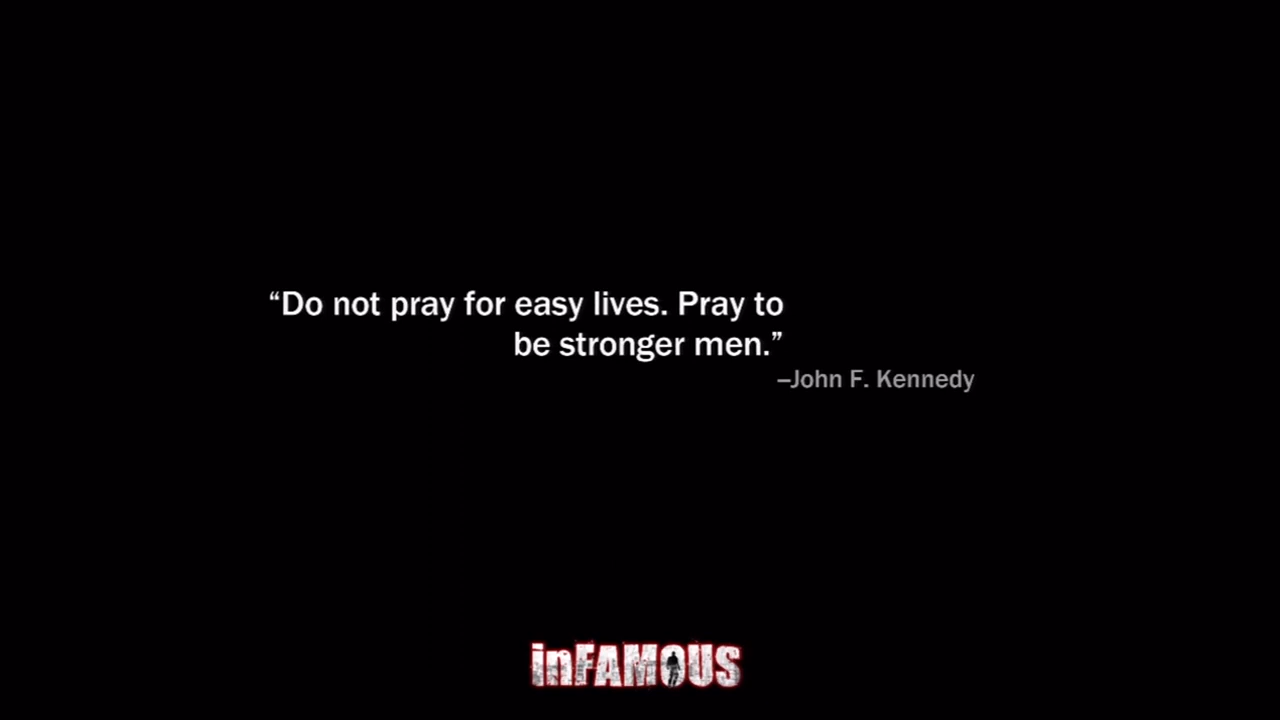 “Do not pray for easy lives. Pray to
be stronger men.”
–John F. Kennedy
inFAMOUS